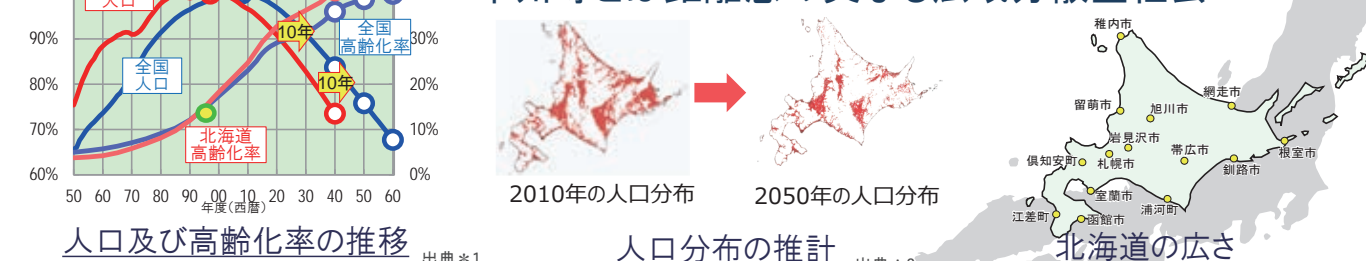 人口
90%
80%
70%
60%
全国
人口
北海道
高齢化率
10年
10年
全国
高齢化率
30%
20%
10%
0%
50 60 70 80 90 00 10 20 30 40 50 60
年度(西暦)
人口及び高齢化率の推移
出典*1
2010年の人口分布
2050年の人口分布
人口分布の推計
稚内市
網走市
留萌市
旭川市
岩見沢市
帯広市
根室市
倶知安町
札幌市
釧路市
室蘭市
浦河町
江差町
函館市
北海道の広さ